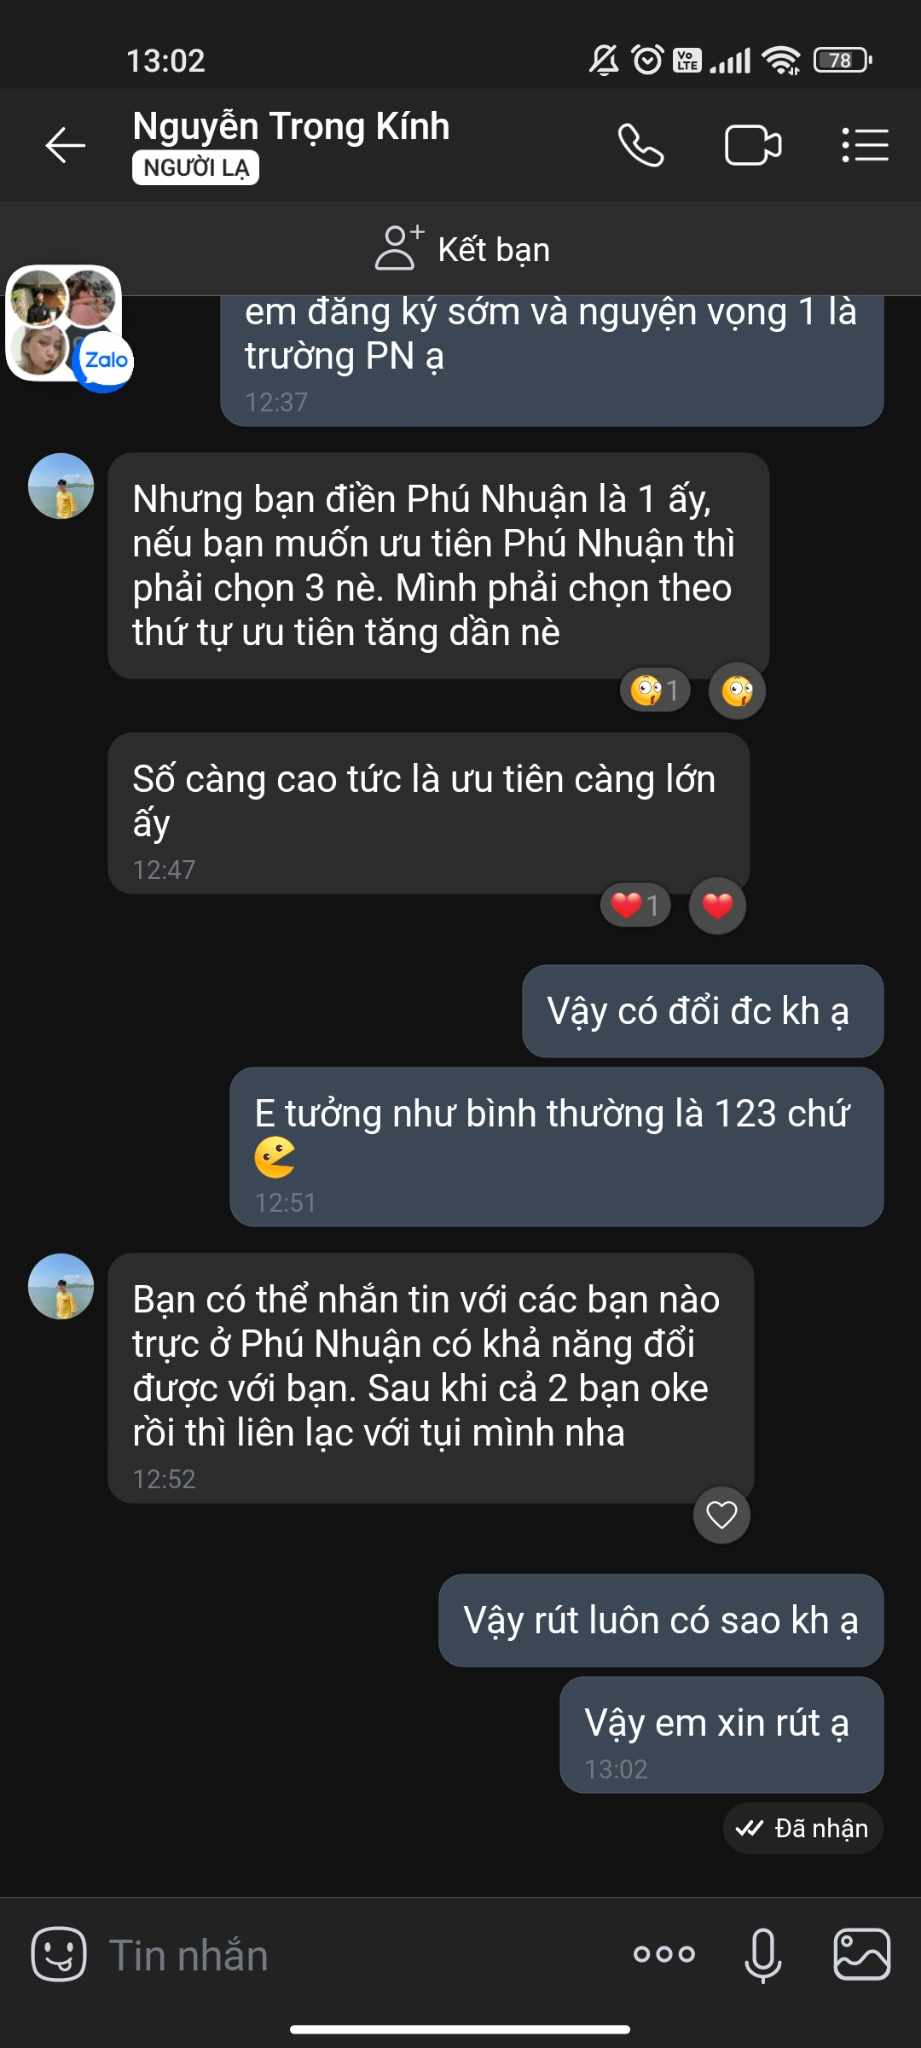 13:02
Vo
LTE
78
Nguyễn Trọng Kính
NGƯỜI LẠ
Kết bạn
Zalo
em đăng ký sớm và nguyện vọng 1 là
trường PN ạ
12:37
Nhưng bạn điền Phú Nhuận là 1 ấy,
nếu bạn muốn ưu tiên Phú Nhuận thì
phải chọn 3 nè. Mình phải chọn theo
thứ tự ưu tiên tăng dần nè
1
Số càng cao tức là ưu tiên càng lớn
ấy
12:47
1
Vậy có đổi đc kh ạ
E tưởng như bình thường là 123 chứ
12:51
Bạn có thể nhắn tin với các bạn nào
trực ở Phú Nhuận có khả năng đổi
được với bạn. Sau khi cả 2 bạn oke
rồi thì liên lạc với tụi mình nha
12:52
Vậy rút luôn có sao kh ạ
Vậy em xin rút ạ
13:02
Đã nhận
Tin nhắn